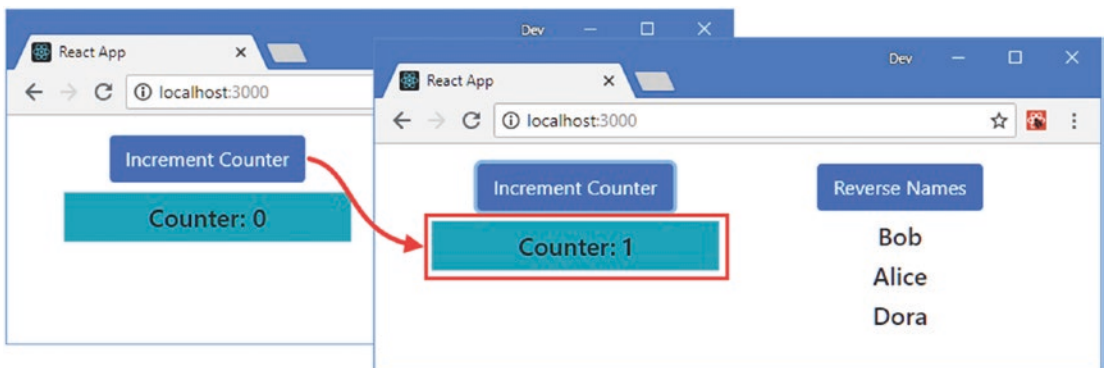 Dev
React App
localhost:3000
Increment Counter
Counter: 0
Dev
React App
localhost:3000
Increment Counter
Reverse Names
Counter: 1
Bob
Alice
Dora